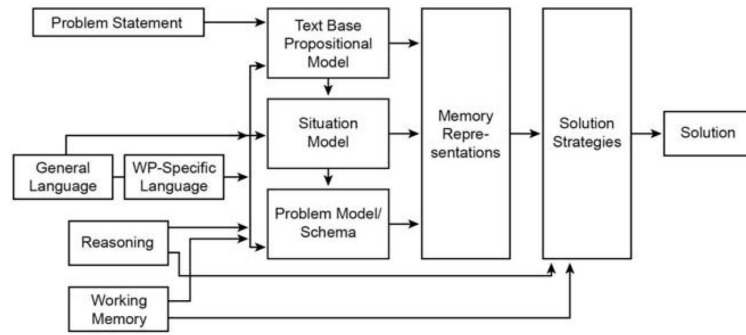 Problem Statement
Text Base
Propositional
Model
Situation
Model
Problem Model/
Schema
General
Language
WP-Specific
Language
Reasoning
Working
Memory
Memory
Repre-
sentations
Solution
Strategies
Solution